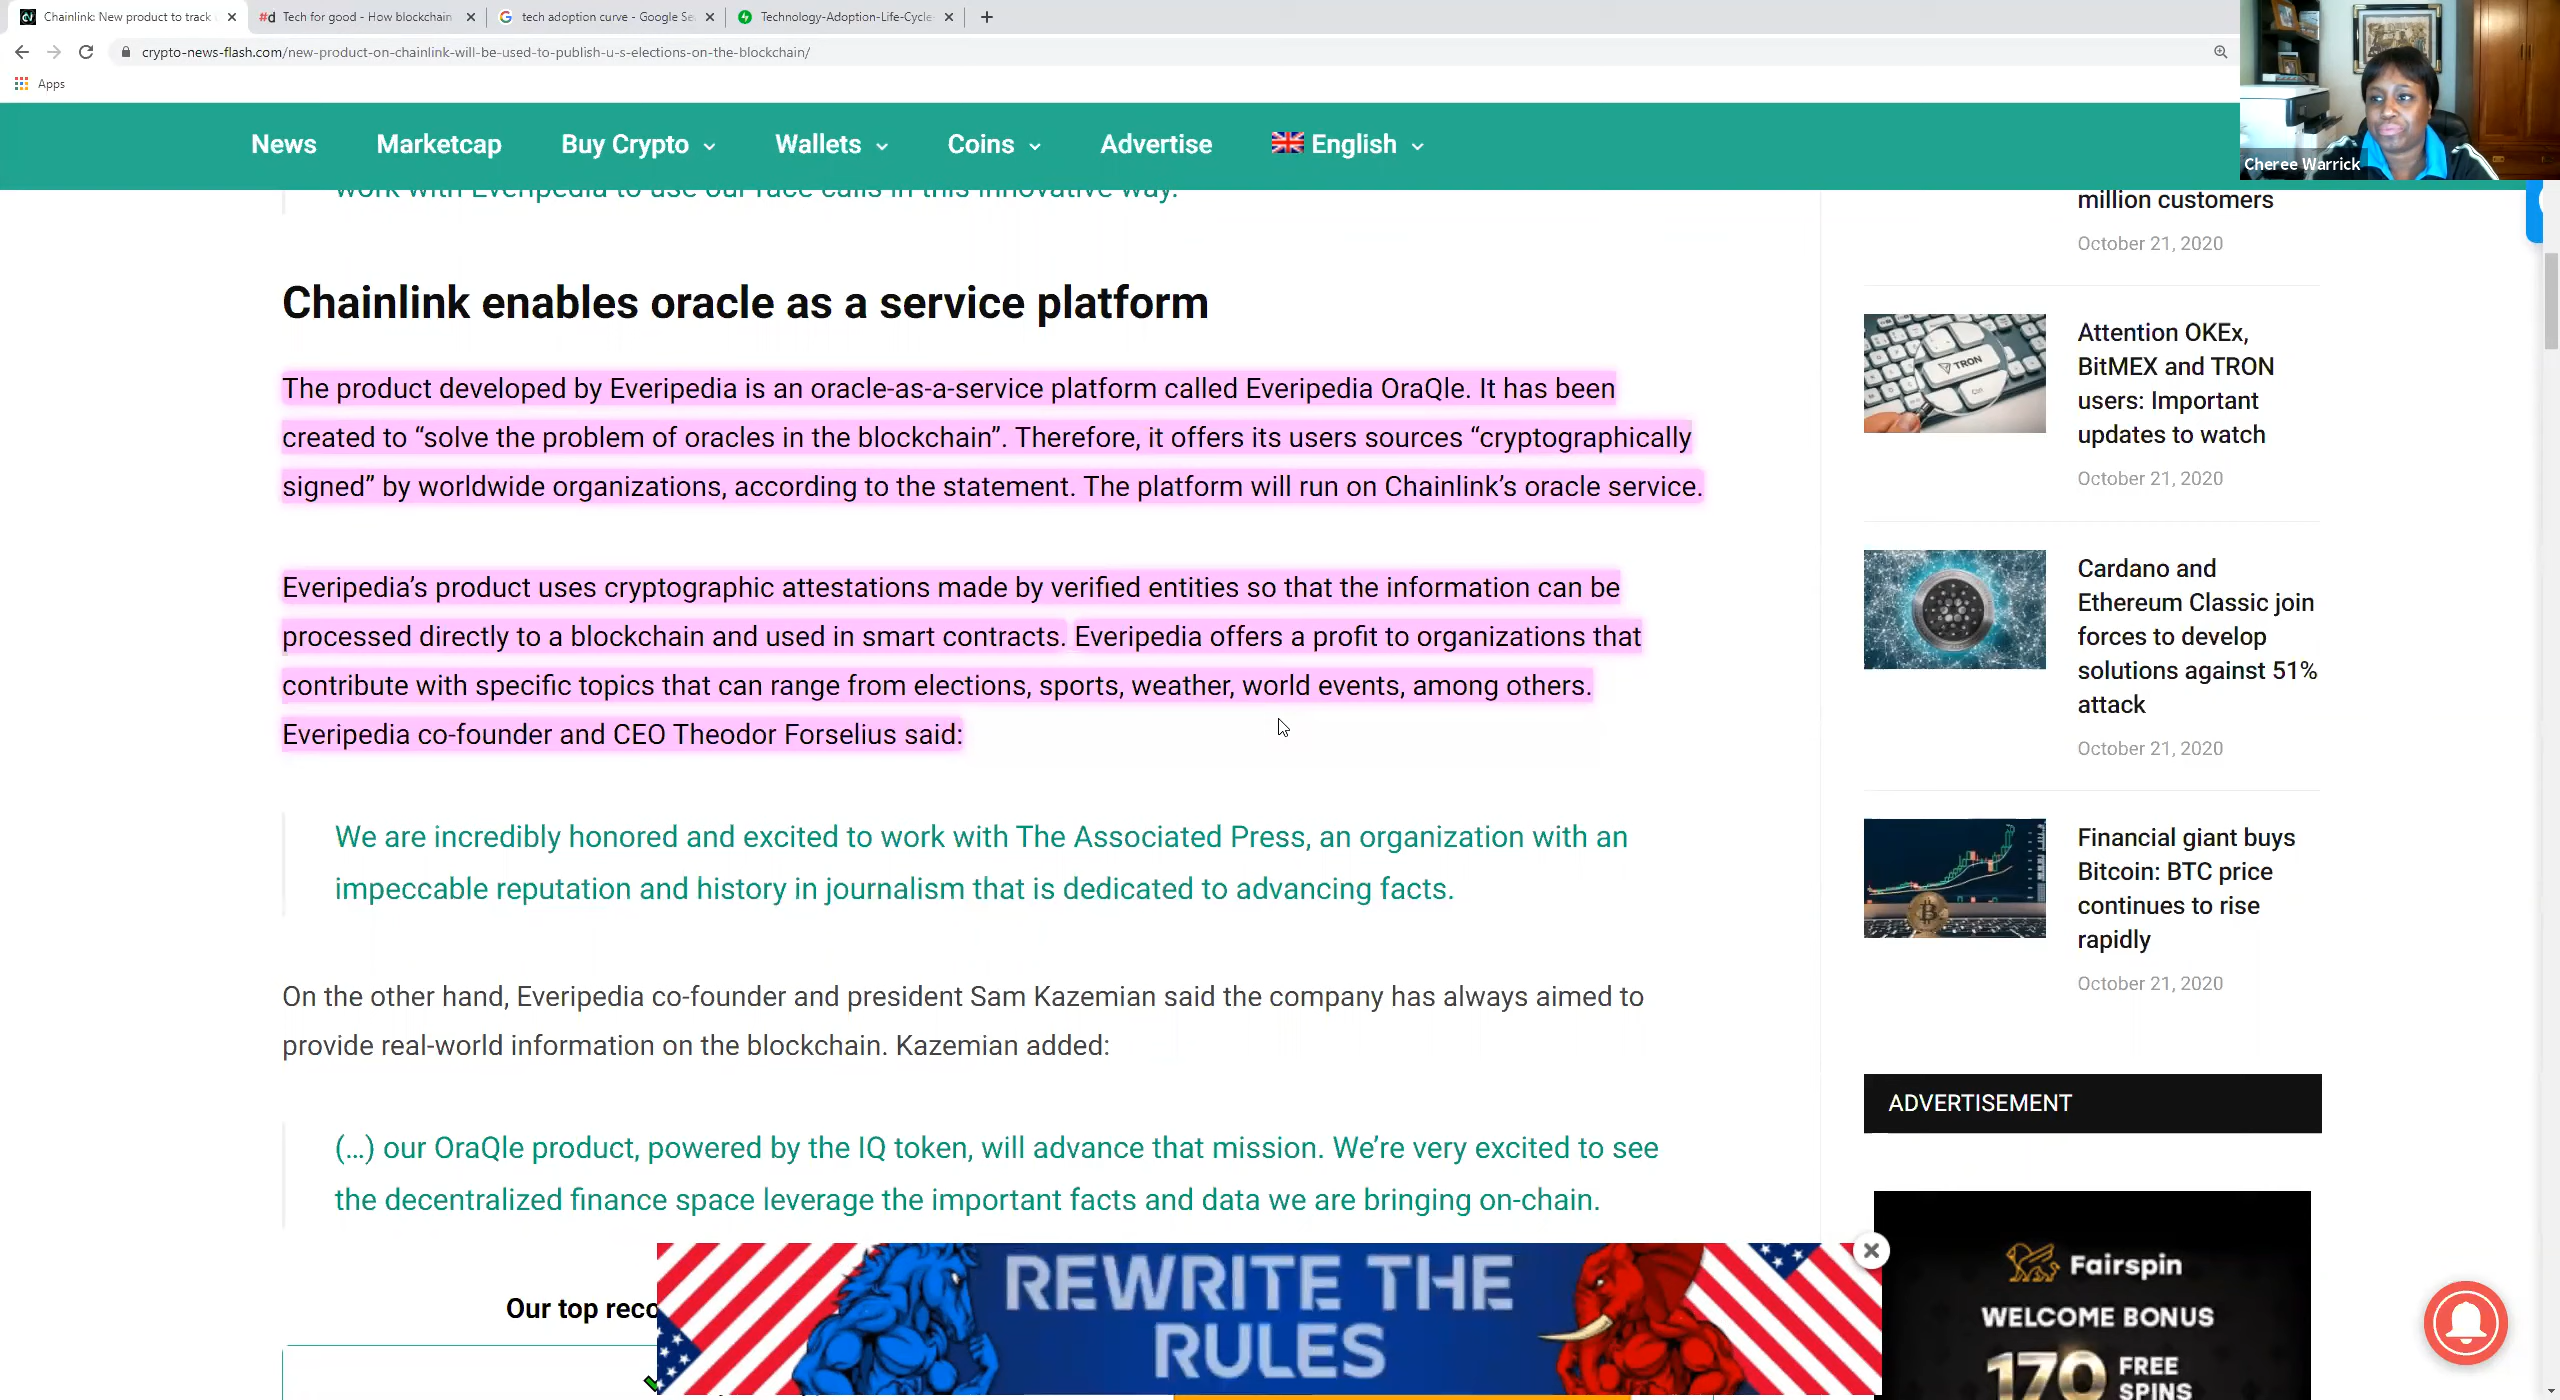 Chainlink: New product to track
#d Tech for good - How blockchain
tech adoption curve - Google Se
Technology-Adoption-Life-Cycle
crypto-news-flash.com/new-product-on-chainlink-will-be-used-to-publish-u-s-elections-on-the-blockchain/
Apps
Cheree Warrick
News Marketcap Buy Crypto Wallets Coins Advertise English
work with Everipedia to use our race calls in this innovative way.
Chainlink enables oracle as a service platform
The product developed by Everipedia is an oracle-as-a-service platform called Everipedia OraQle. It has been
created to “solve the problem of oracles in the blockchain”. Therefore, it offers its users sources “cryptographically
signed” by worldwide organizations, according to the statement. The platform will run on Chainlink’s oracle service.
Everipedia’s product uses cryptographic attestations made by verified entities so that the information can be
processed directly to a blockchain and used in smart contracts. Everipedia offers a profit to organizations that
contribute with specific topics that can range from elections, sports, weather, world events, among others.
Everipedia co-founder and CEO Theodor Forselius said:
We are incredibly honored and excited to work with The Associated Press, an organization with an
impeccable reputation and history in journalism that is dedicated to advancing facts.
On the other hand, Everipedia co-founder and president Sam Kazemian said the company has always aimed to
provide real-world information on the blockchain. Kazemian added:
(…) our OraQle product, powered by the IQ token, will advance that mission. We’re very excited to see
the decentralized finance space leverage the important facts and data we are bringing on-chain.
Our top reco
REWRITE THE
RULES
million customers
October 21, 2020
TRON
Attention OKEx,
BitMEX and TRON
users: Important
updates to watch
October 21, 2020
Cardano and
Ethereum Classic join
forces to develop
solutions against 51%
attack
October 21, 2020
Financial giant buys
Bitcoin: BTC price
continues to rise
rapidly
October 21, 2020
ADVERTISEMENT
Fairspin
WELCOME BONUS
170 FREE
SPINS